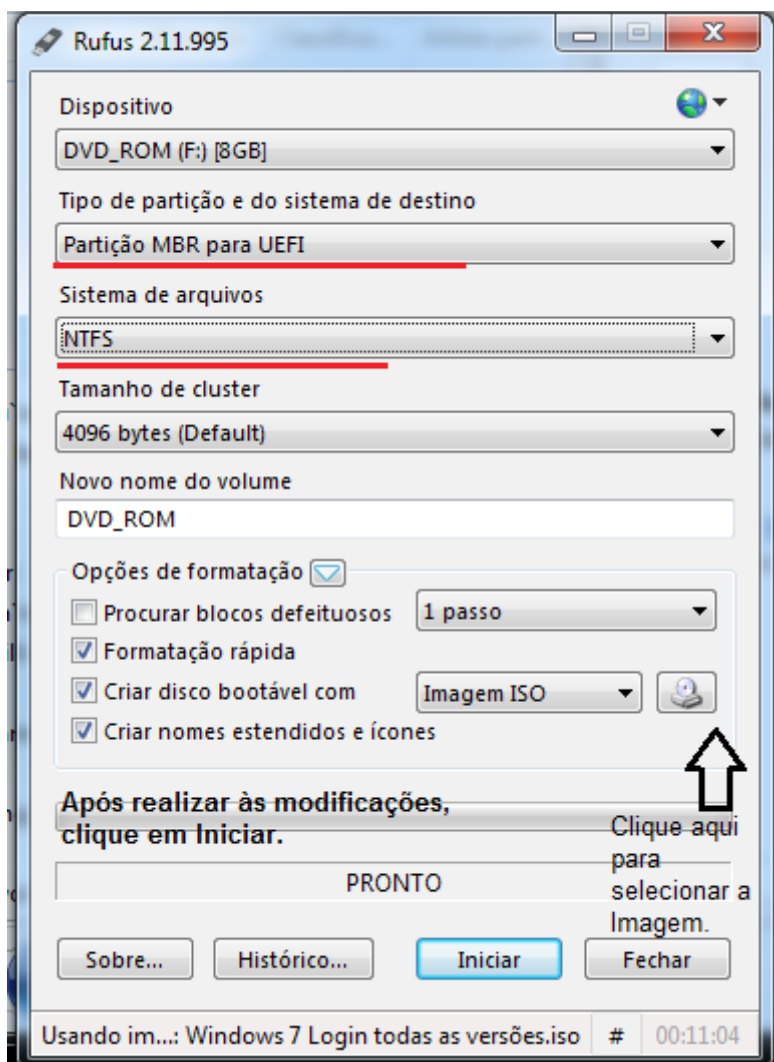 Rufus 2.11.995
Dispositivo
DVD_ROM (F:) [8GB]
Tipo de partição e do sistema de destino
Partição MBR para UEFI
Sistema de arquivos
NTFS
Tamanho de cluster
4096 bytes (Default)
Novo nome do volume
DVD_ROM
Opções de formatação
Procurar blocos defeituosos 1 passo
Formatação rápida
Criar disco bootável com Imagem ISO
Criar nomes estendidos e ícones
Após realizar às modificações,
clique em Iniciar.
Clique aqui
para
selecionar a
Imagem.
PRONTO
Sobre... Histórico... Iniciar Fechar
Usando im...: Windows 7 Login todas as versões.iso # 00:11:04